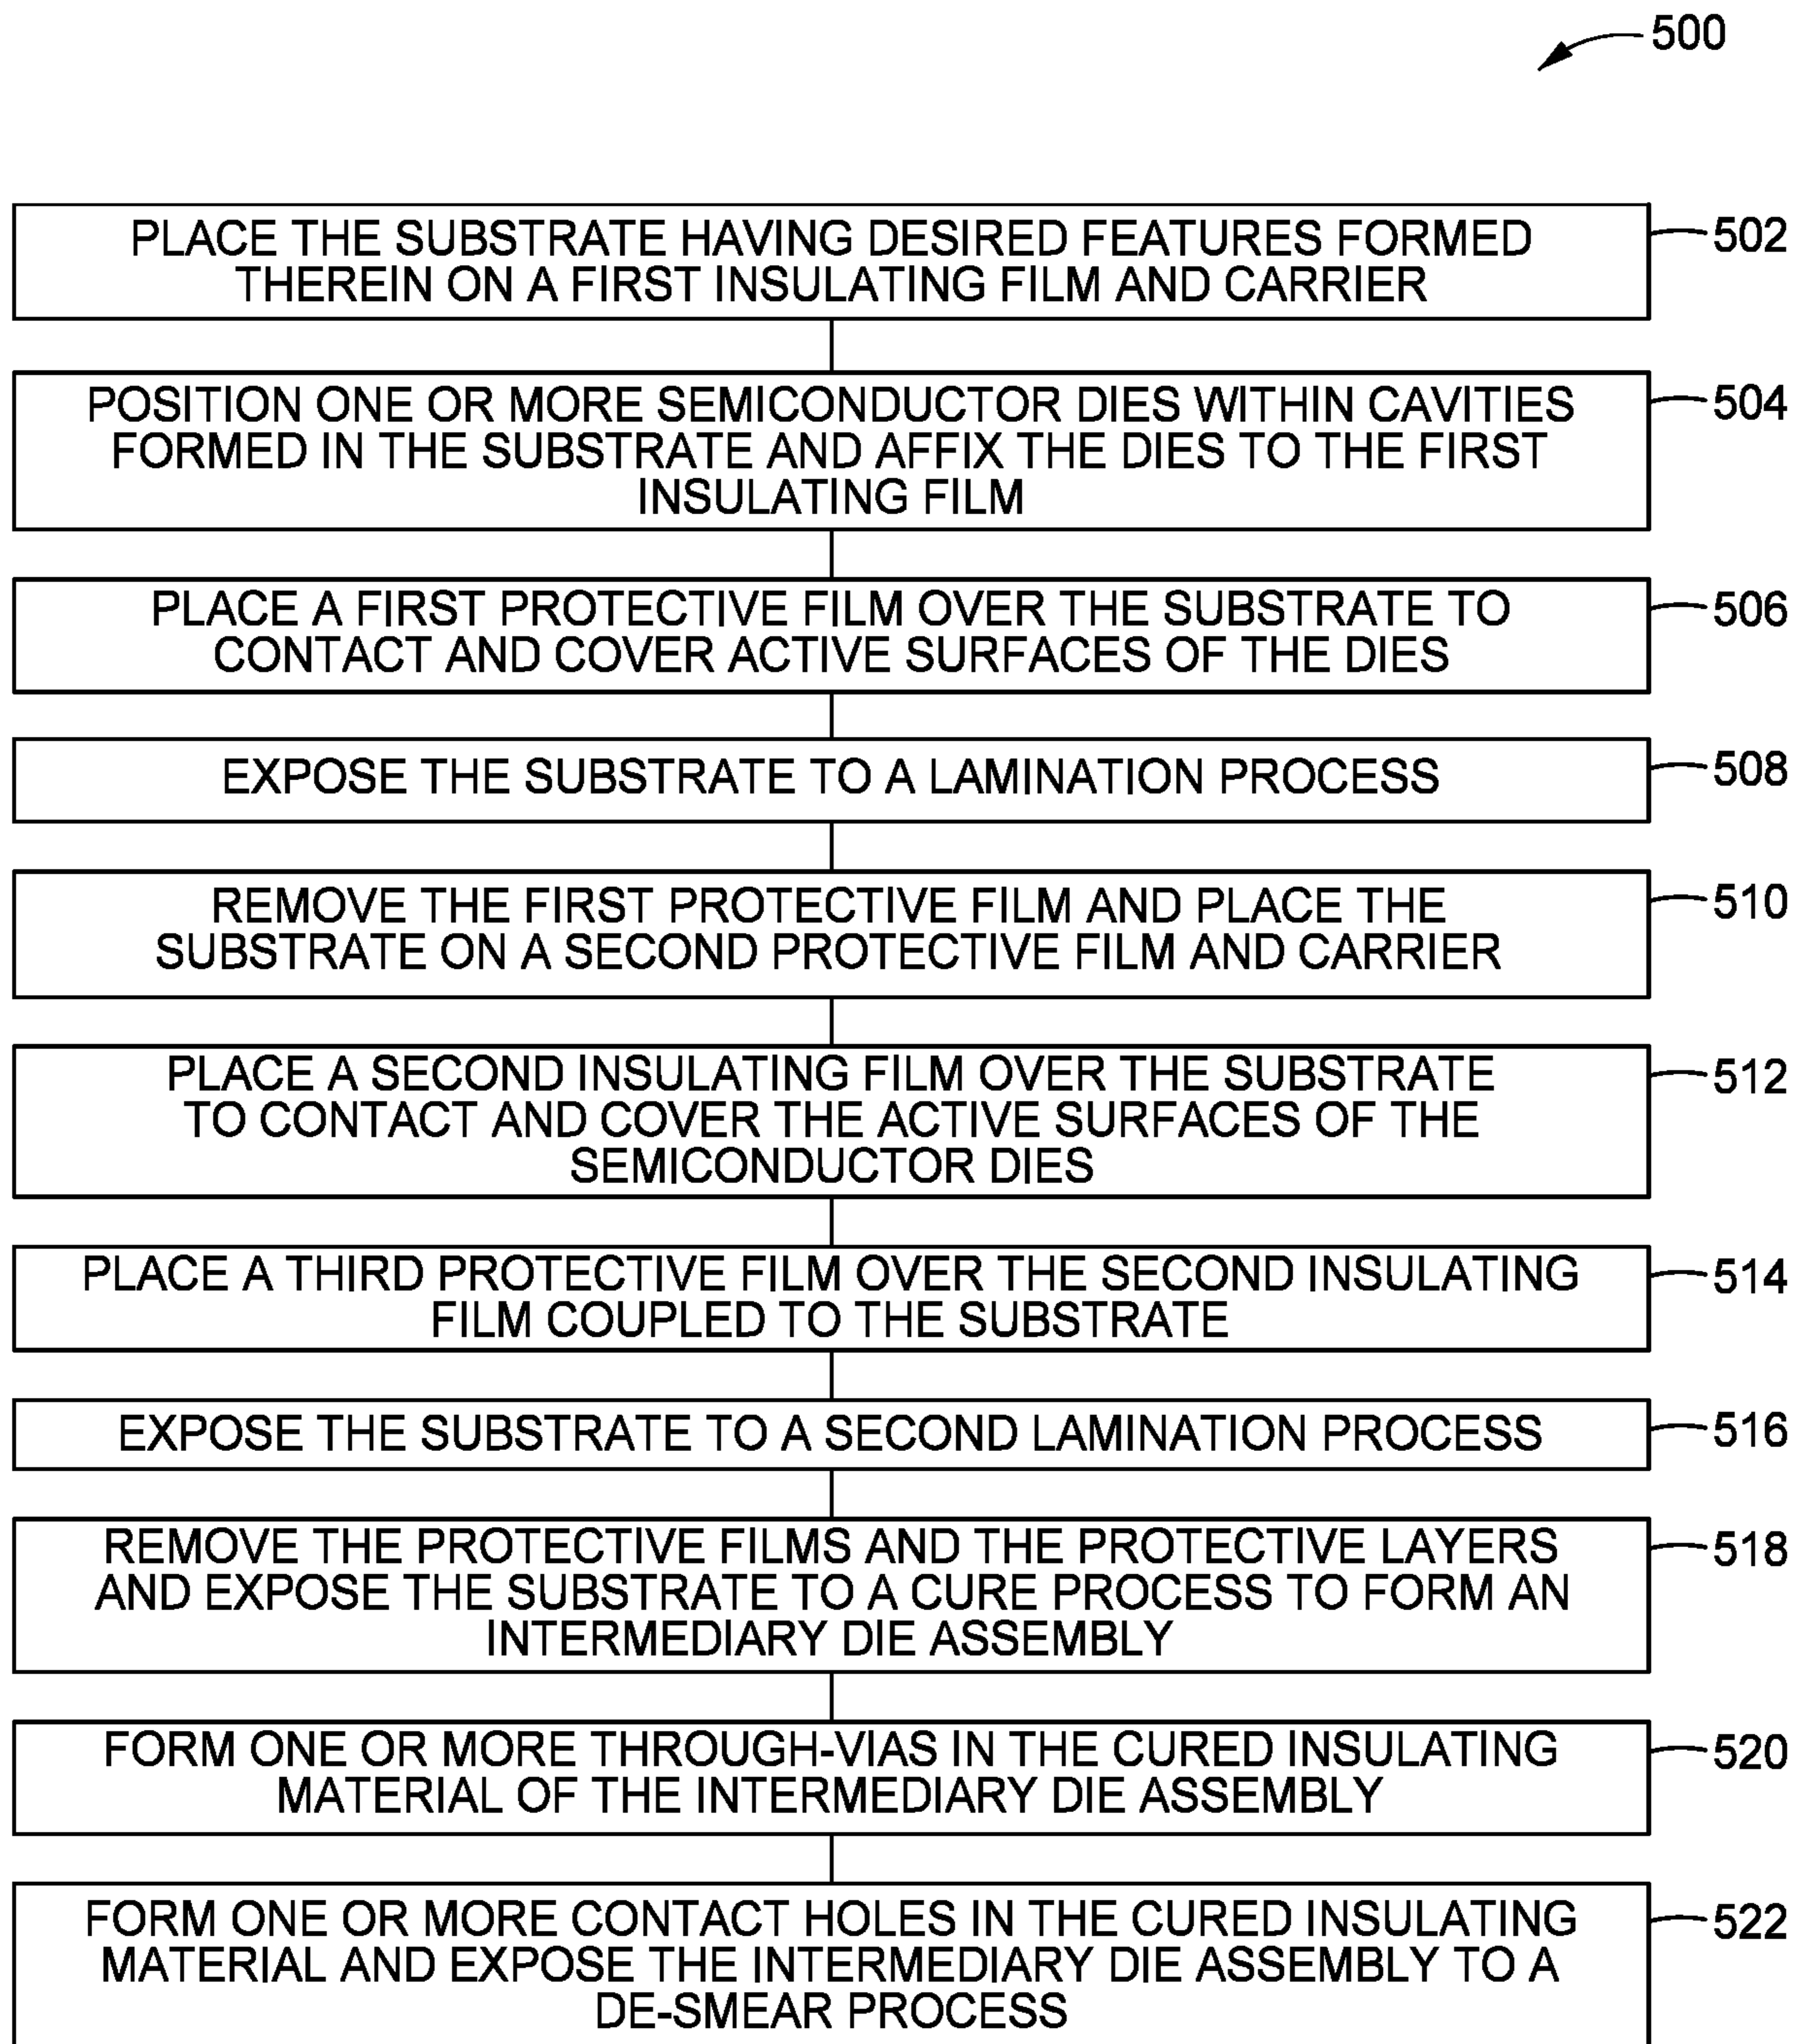 500
PLACE THE SUBSTRATE HAVING DESIRED FEATURES FORMED
THEREIN ON A FIRST INSULATING FILM AND CARRIER
502
POSITION ONE OR MORE SEMICONDUCTOR DIES WITHIN CAVITIES
FORMED IN THE SUBSTRATE AND AFFIX THE DIES TO THE FIRST
INSULATING FILM
504
PLACE A FIRST PROTECTIVE FILM OVER THE SUBSTRATE TO
CONTACT AND COVER ACTIVE SURFACES OF THE DIES
506
EXPOSE THE SUBSTRATE TO A LAMINATION PROCESS
508
REMOVE THE FIRST PROTECTIVE FILM AND PLACE THE
SUBSTRATE ON A SECOND PROTECTIVE FILM AND CARRIER
510
PLACE A SECOND INSULATING FILM OVER THE SUBSTRATE
TO CONTACT AND COVER THE ACTIVE SURFACES OF THE
SEMICONDUCTOR DIES
512
PLACE A THIRD PROTECTIVE FILM OVER THE SECOND INSULATING
FILM COUPLED TO THE SUBSTRATE
514
EXPOSE THE SUBSTRATE TO A SECOND LAMINATION PROCESS
516
REMOVE THE PROTECTIVE FILMS AND THE PROTECTIVE LAYERS
AND EXPOSE THE SUBSTRATE TO A CURE PROCESS TO FORM AN
INTERMEDIARY DIE ASSEMBLY
518
FORM ONE OR MORE THROUGH-VIAS IN THE CURED INSULATING
MATERIAL OF THE INTERMEDIARY DIE ASSEMBLY
520
FORM ONE OR MORE CONTACT HOLES IN THE CURED INSULATING
MATERIAL AND EXPOSE THE INTERMEDIARY DIE ASSEMBLY TO A
DE-SMEAR PROCESS
522